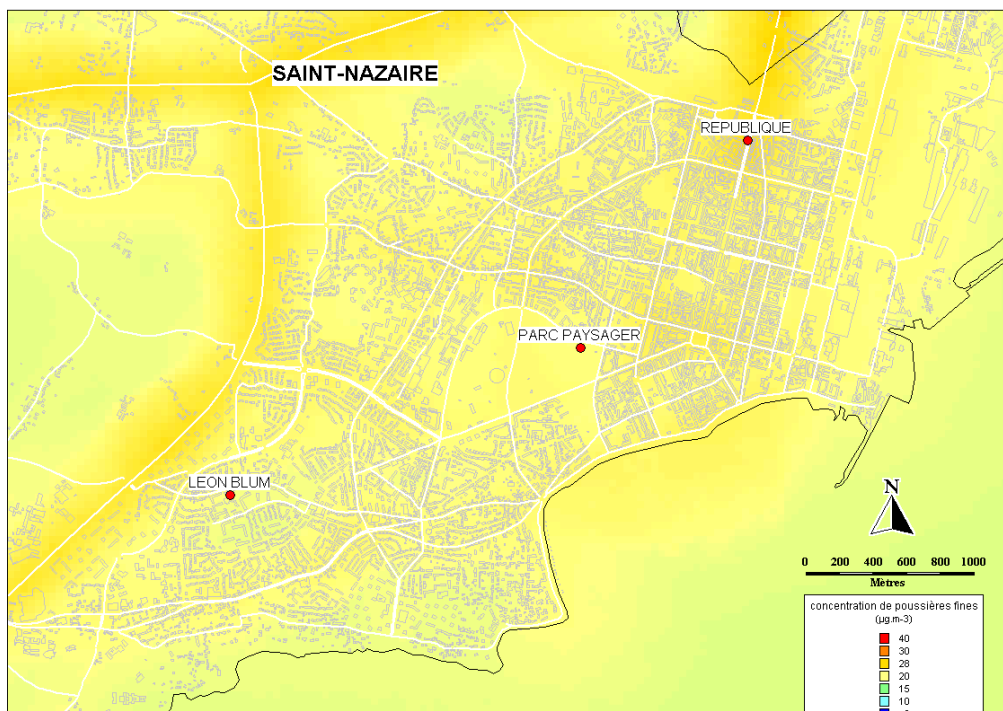 SAINT-NAZAIRE
REPUBLIQUE
PARC PAYSAGER
LEON BLUM
N
0 200 400 600 800 1000
Mètres
concentration de poussières fines
(µg.m-3)
40
30
28
20
15
10